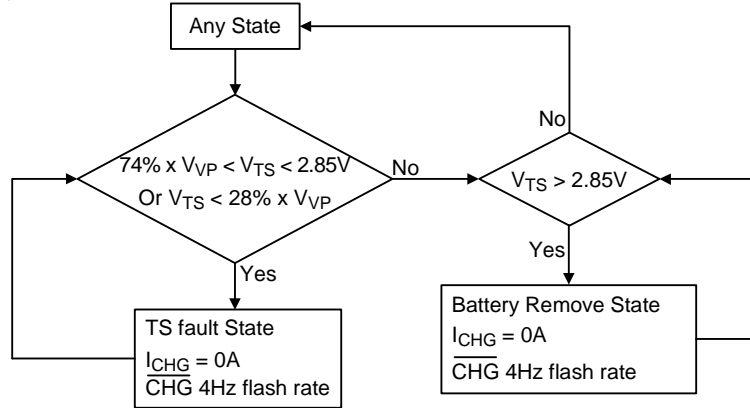 Any State
74% x VVP < VTS < 2.85V
Or VTS < 28% x VVP
No
Yes
TS fault State
ICHG = 0A
CHG 4Hz flash rate
No
VTS > 2.85V
Yes
Battery Remove State
ICHG = 0A
CHG 4Hz flash rate